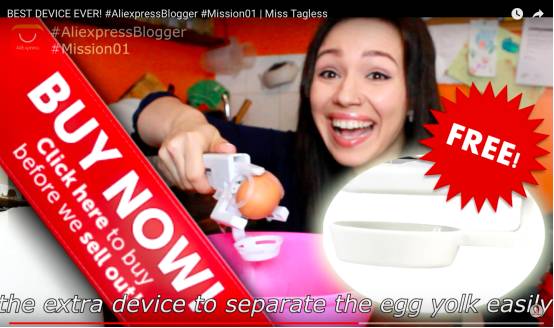 BEST DEVICE EVER! #AliexpressBlogger #Mission01 | Miss Tagless
#AliexpressBlogger
#Mission01
AliExpress
BUY NOW!
Click here to buy
before we sell out!
FREE!
the extra device to separate the egg yolk easily